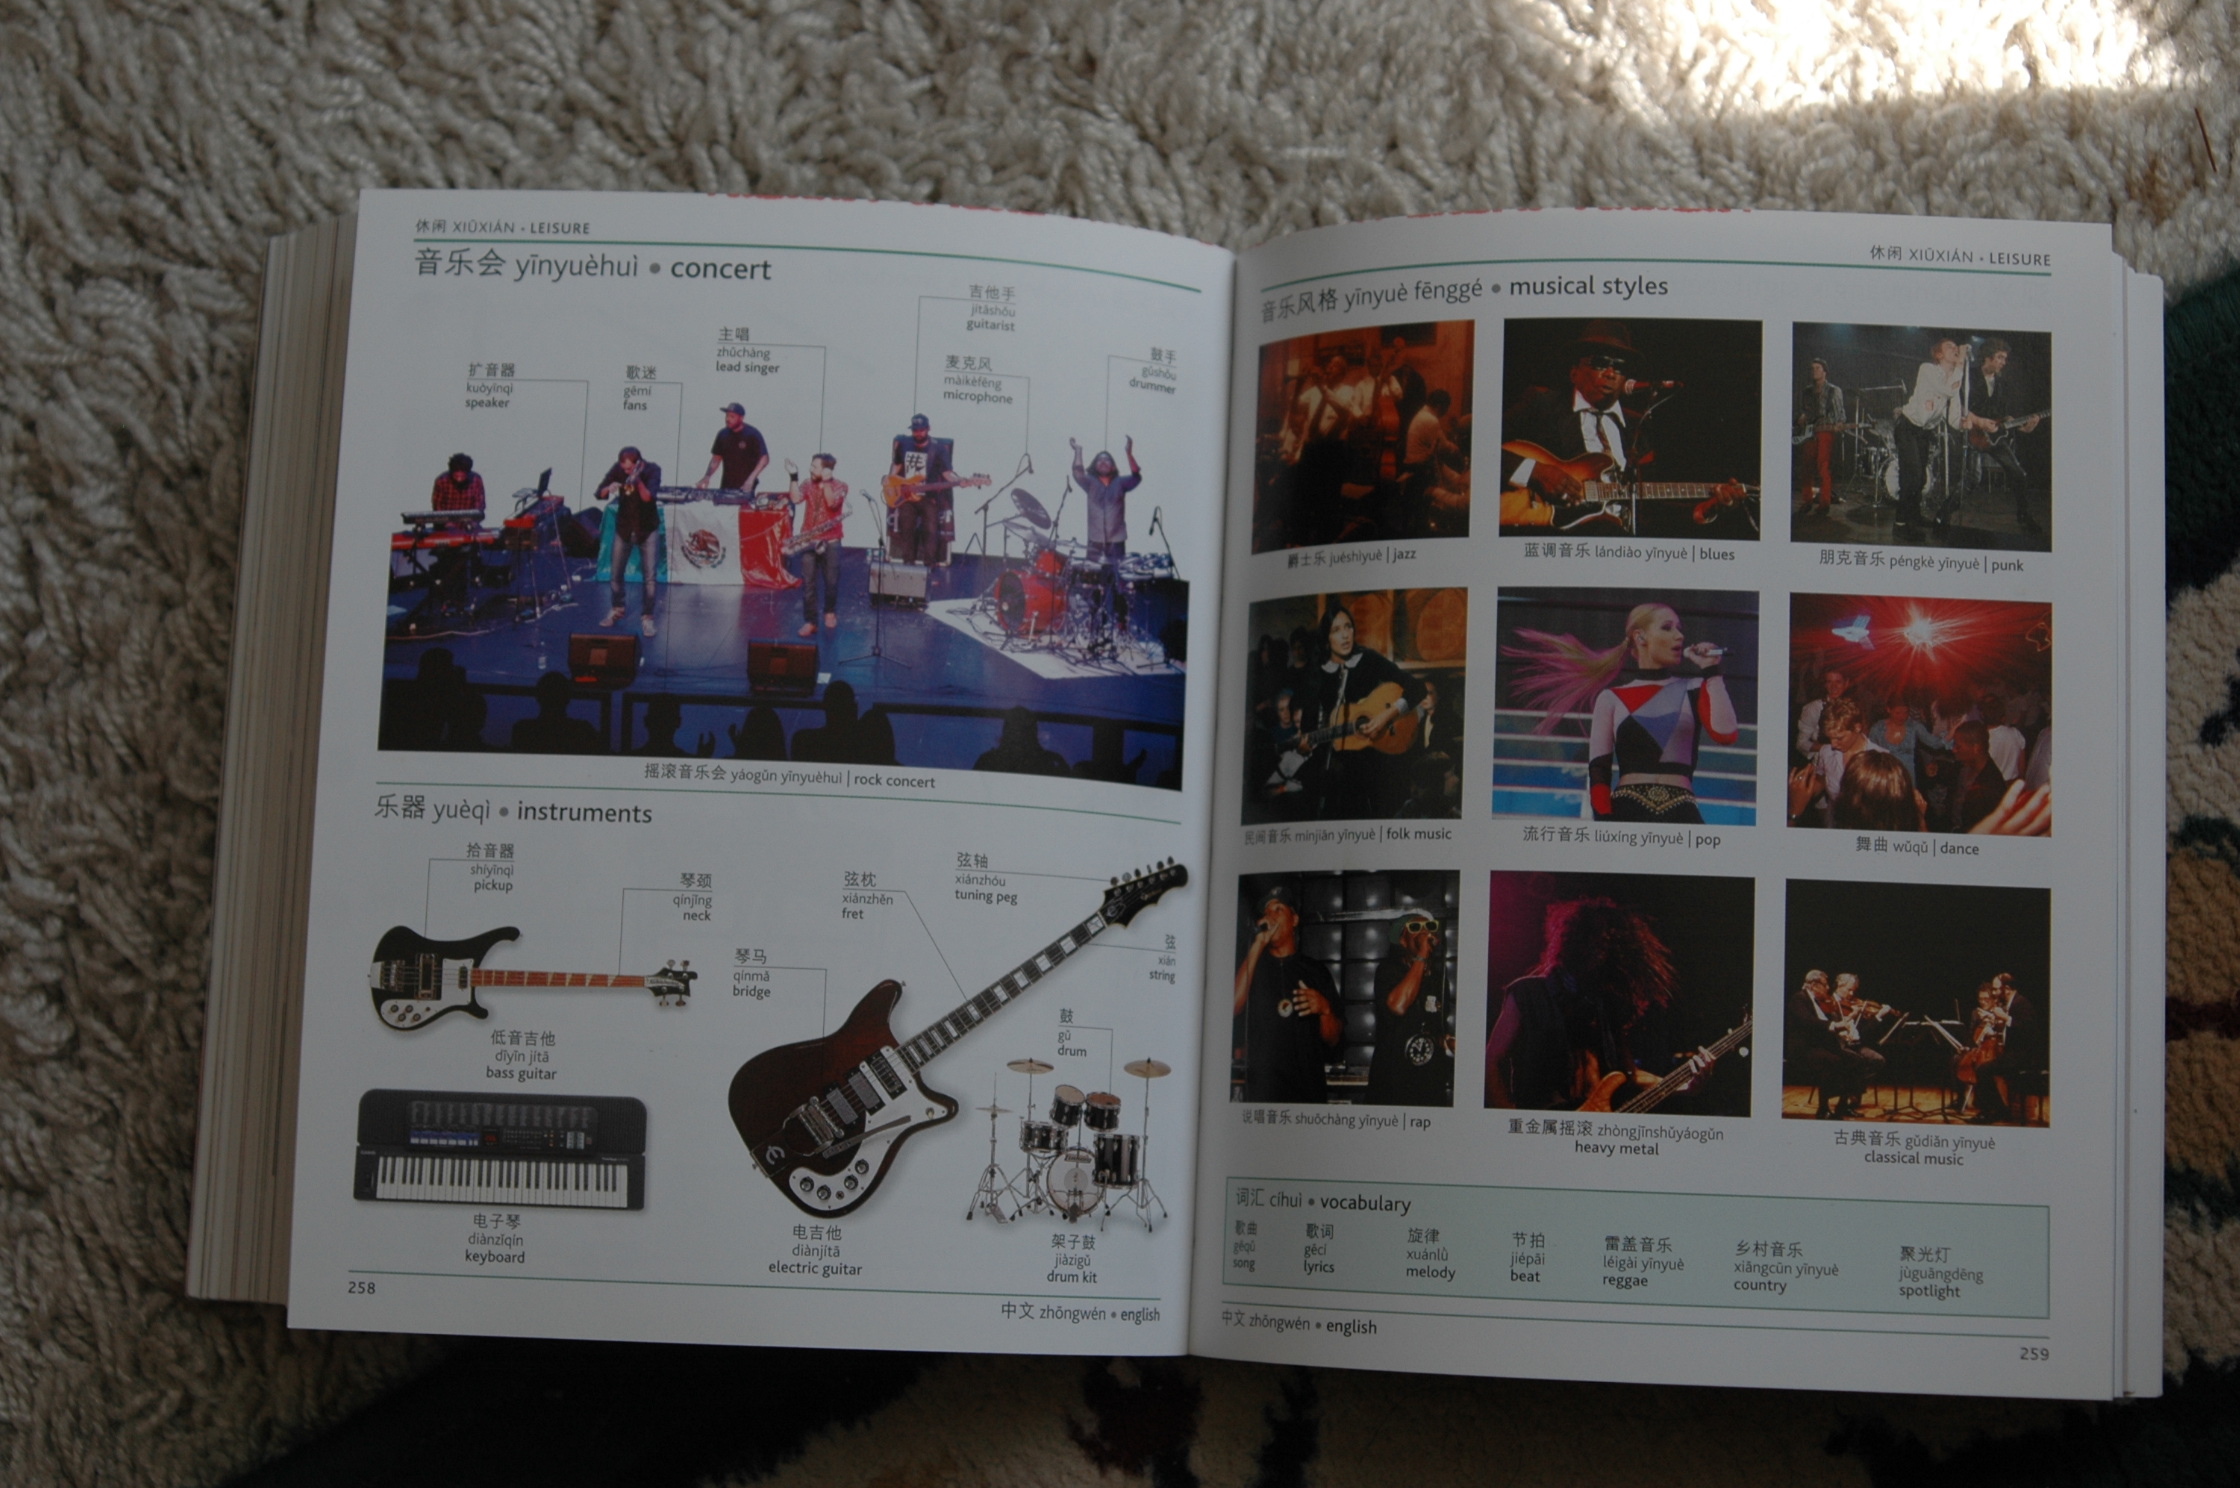 休闲 XIŪXIÁN • LEISURE
音乐会 yīnyuèhuì • concert
扩音器
kuòyīnqì
speaker
歌迷
gēmí
fans
主唱
zhǔchàng
lead singer
吉他手
jítāshǒu
guitarist
麦克风
màikèfēng
microphone
鼓手
gǔshǒu
drummer
摇滚音乐会 yáogǔn yīnyuèhuì | rock concert
乐器 yuèqì • instruments
拾音器
shíyīnqì
pickup
琴颈
qínjǐng
neck
低音吉他
dīyīn jítā
bass guitar
电子琴
diànzǐqín
keyboard
琴马
qínmǎ
bridge
弦枕
xiánzhěn
fret
弦轴
xiánzhóu
tuning peg
弦
xián
string
电吉他
diànjítā
electric guitar
鼓
gǔ
drum
架子鼓
jiàzigǔ
drum kit
258
中文 zhōngwén • english
休闲 XIŪXIÁN • LEISURE
音乐风格 yīnyuè fēnggé • musical styles
爵士乐 juéshìyuè | jazz
蓝调音乐 lándiào yīnyuè | blues
朋克音乐 péngkè yīnyuè | punk
民间音乐 mínjiān yīnyuè | folk music
流行音乐 liúxíng yīnyuè | pop
舞曲 wǔqǔ | dance
说唱音乐 shuōchàng yīnyuè | rap
重金属摇滚 zhòngjīnshǔyáogǔn
heavy metal
古典音乐 gǔdiǎn yīnyuè
classical music
词汇 cíhuì • vocabulary
歌曲
gēqǔ
song
歌词
gēcí
lyrics
旋律
xuánlǜ
melody
节拍
jiépāi
beat
雷盖音乐
léigài yīnyuè
reggae
乡村音乐
xiāngcūn yīnyuè
country
聚光灯
jùguāngdēng
spotlight
中文 zhōngwén • english
259